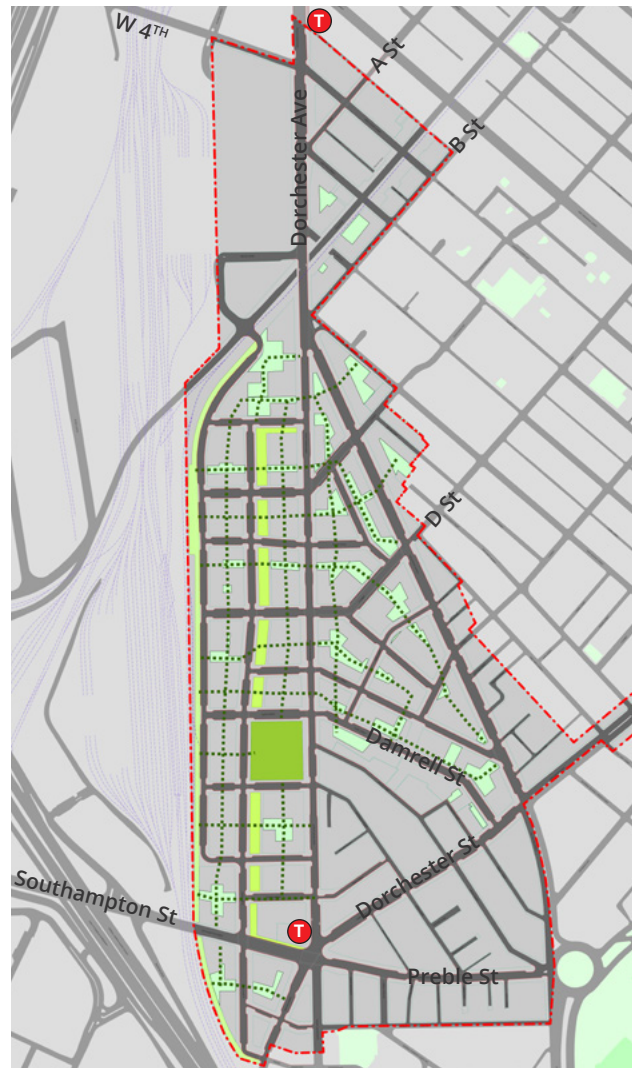 W 4TH
T
A St
B St
Dorchester Ave
D St
Damrell St
Dorchester St
Southampton St
T
Preble St